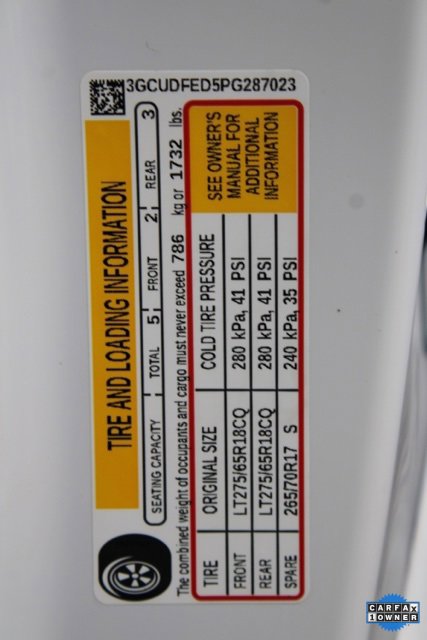 3GCUDFED5PG287023
TIRE AND LOADING INFORMATION
SEATING CAPACITY TOTAL 5 FRONT 2 REAR 3
The combined weight of occupants and cargo must never exceed 786 kg or 1732 lbs.
TIRE ORIGINAL SIZE COLD TIRE PRESSURE
FRONT LT275/65R18CQ 280 kPa, 41 PSI
REAR LT275/65R18CQ 280 kPa, 41 PSI
SPARE 265/70R17 S 240 kPa, 35 PSI
SEE OWNER'S
MANUAL FOR
ADDITIONAL
INFORMATION
CARFAX
1 OWNER